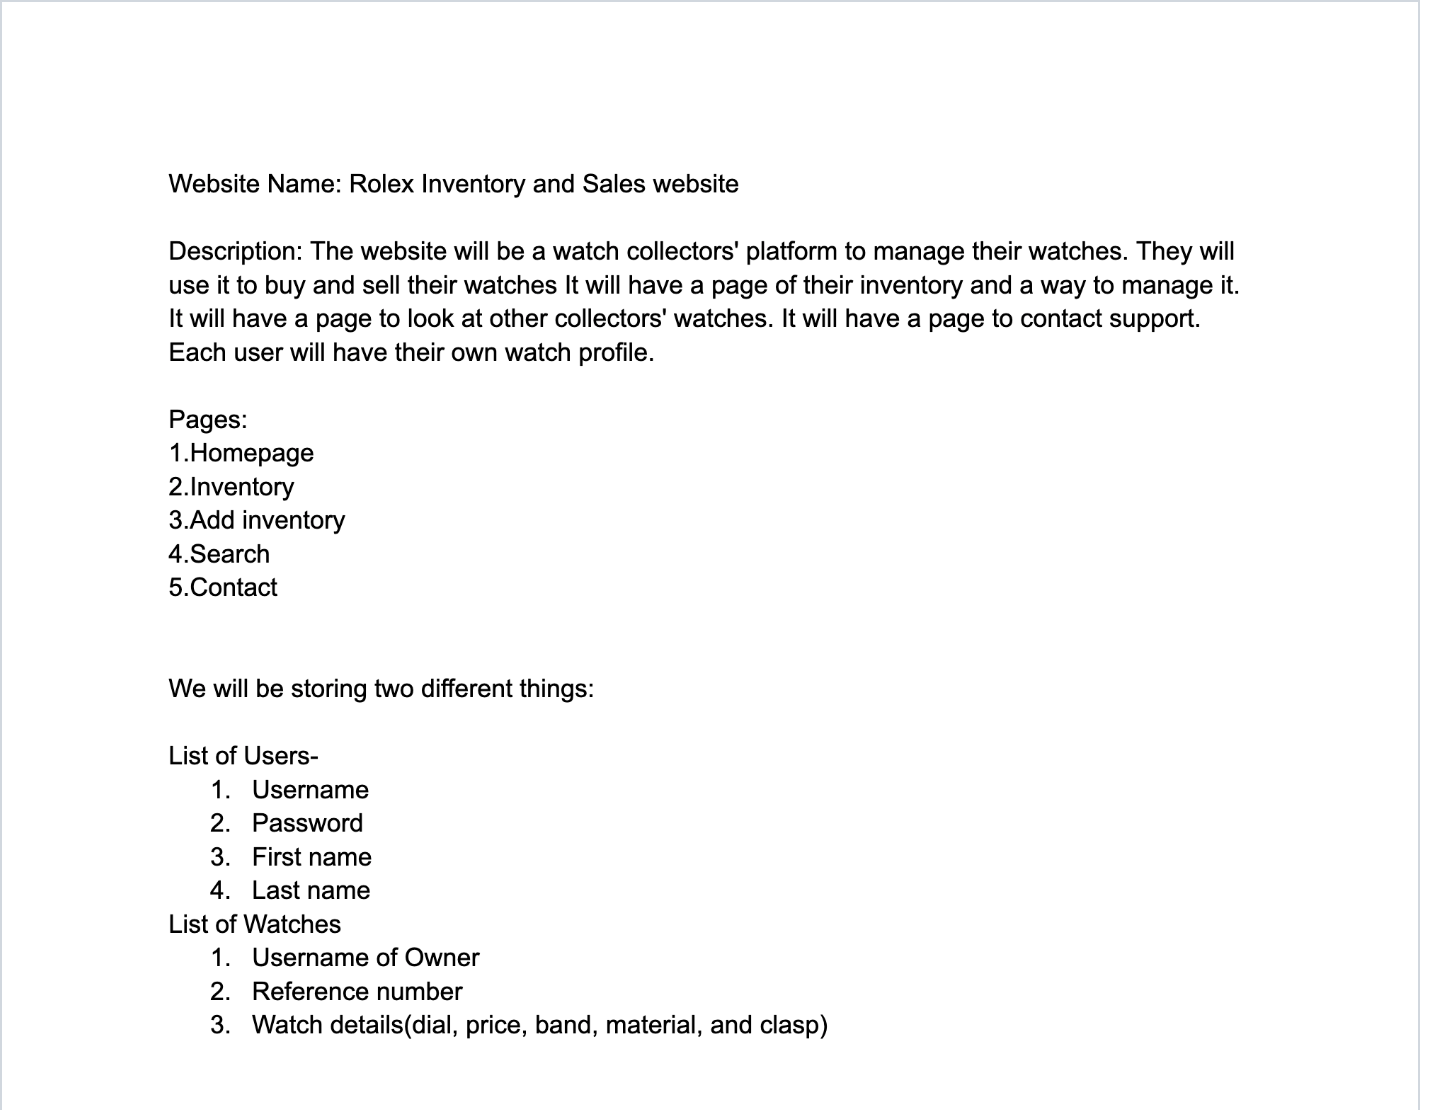 Website Name: Rolex Inventory and Sales website
Description: The website will be a watch collectors' platform to manage their watches. They will
use it to buy and sell their watches It will have a page of their inventory and a way to manage it.
It will have a page to look at other collectors' watches. It will have a page to contact support.
Each user will have their own watch profile.
Pages:
1.Homepage
2.Inventory
3.Add inventory
4.Search
5.Contact
We will be storing two different things:
List of Users-
1. Username
2. Password
3. First name
4. Last name
List of Watches
1. Username of Owner
2. Reference number
3. Watch details(dial, price, band, material, and clasp)